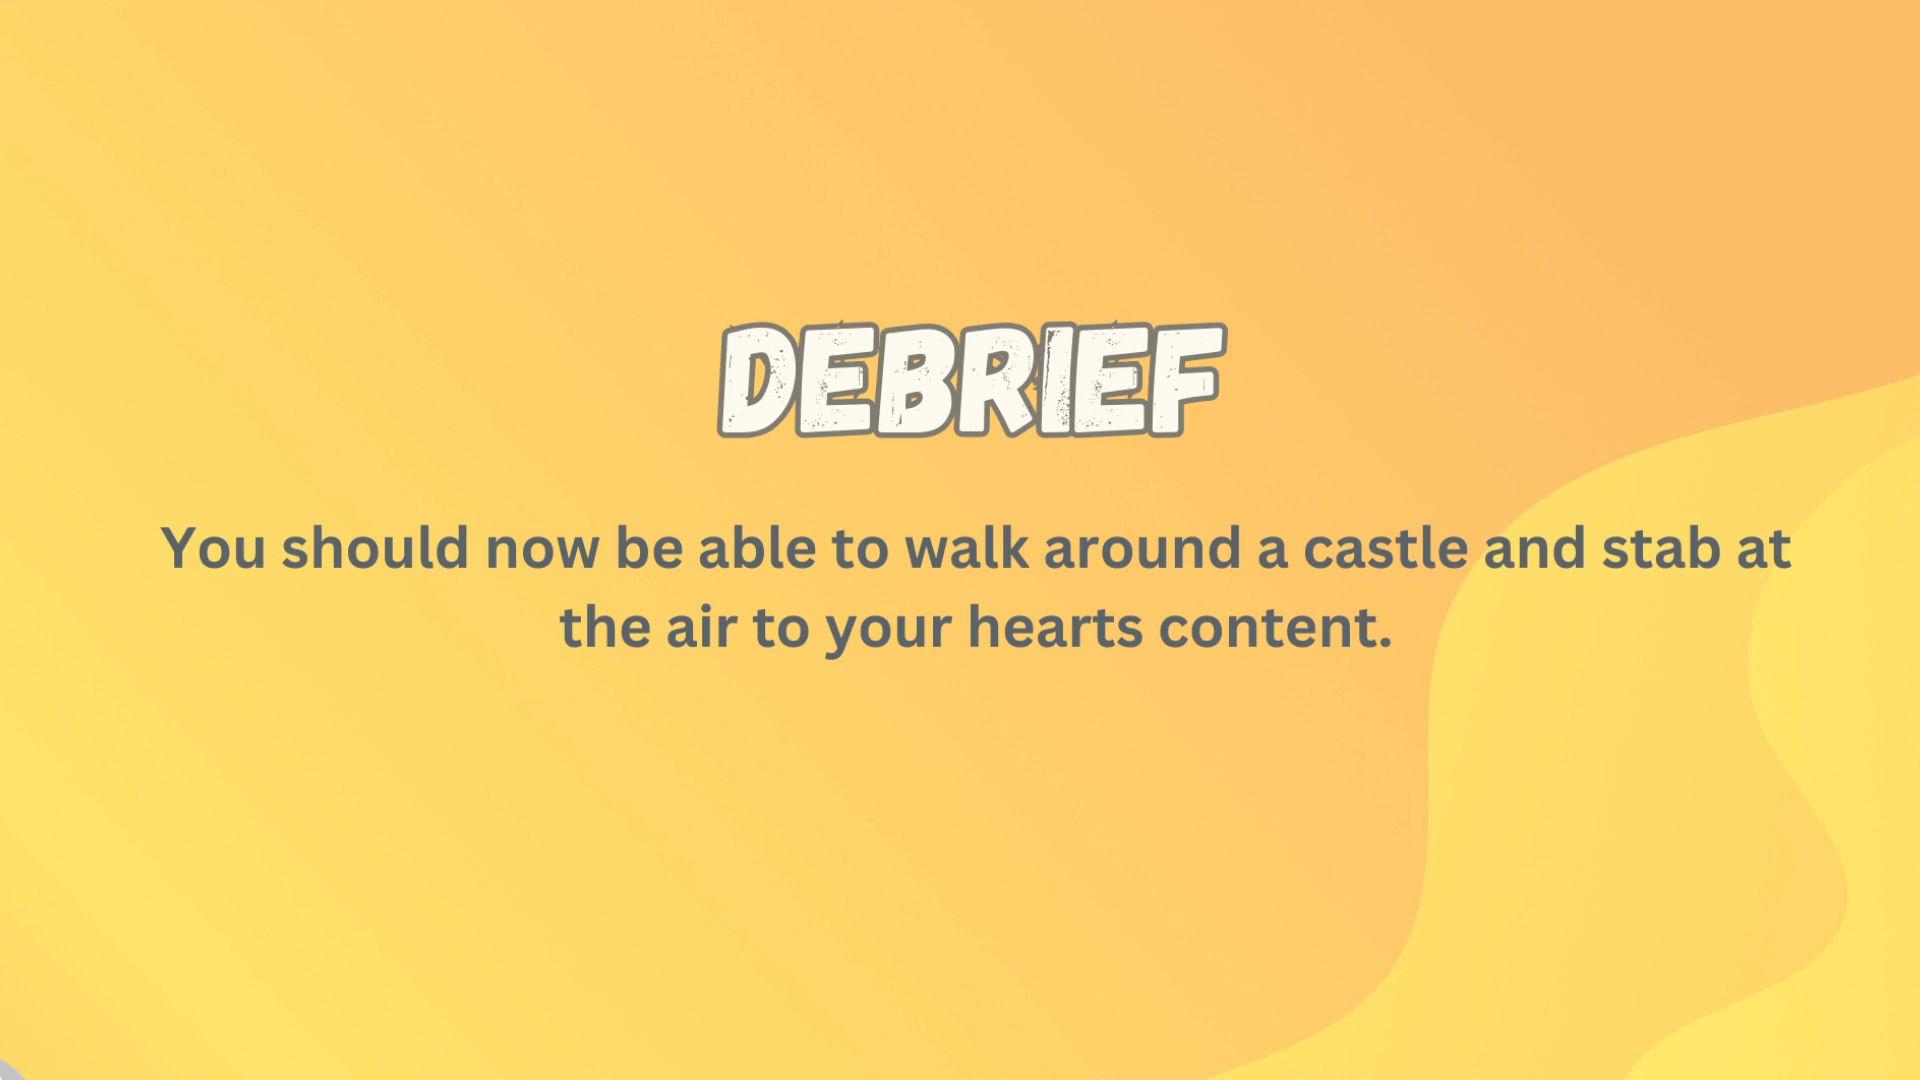 DEBRIEF
You should now be able to walk around a castle and stab at
the air to your hearts content.